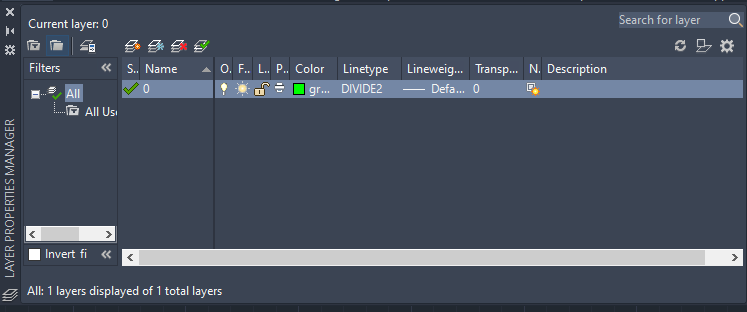 Current layer: 0
Search for layer
Filters
S.. Name O. F.. L.. P.. Color Linetype Lineweig... Transp... N. Description
All
0 gr... DIVIDE2 Defa... 0
All Use
Invert fi
All: 1 layers displayed of 1 total layers
LAYER PROPERTIES MANAGER